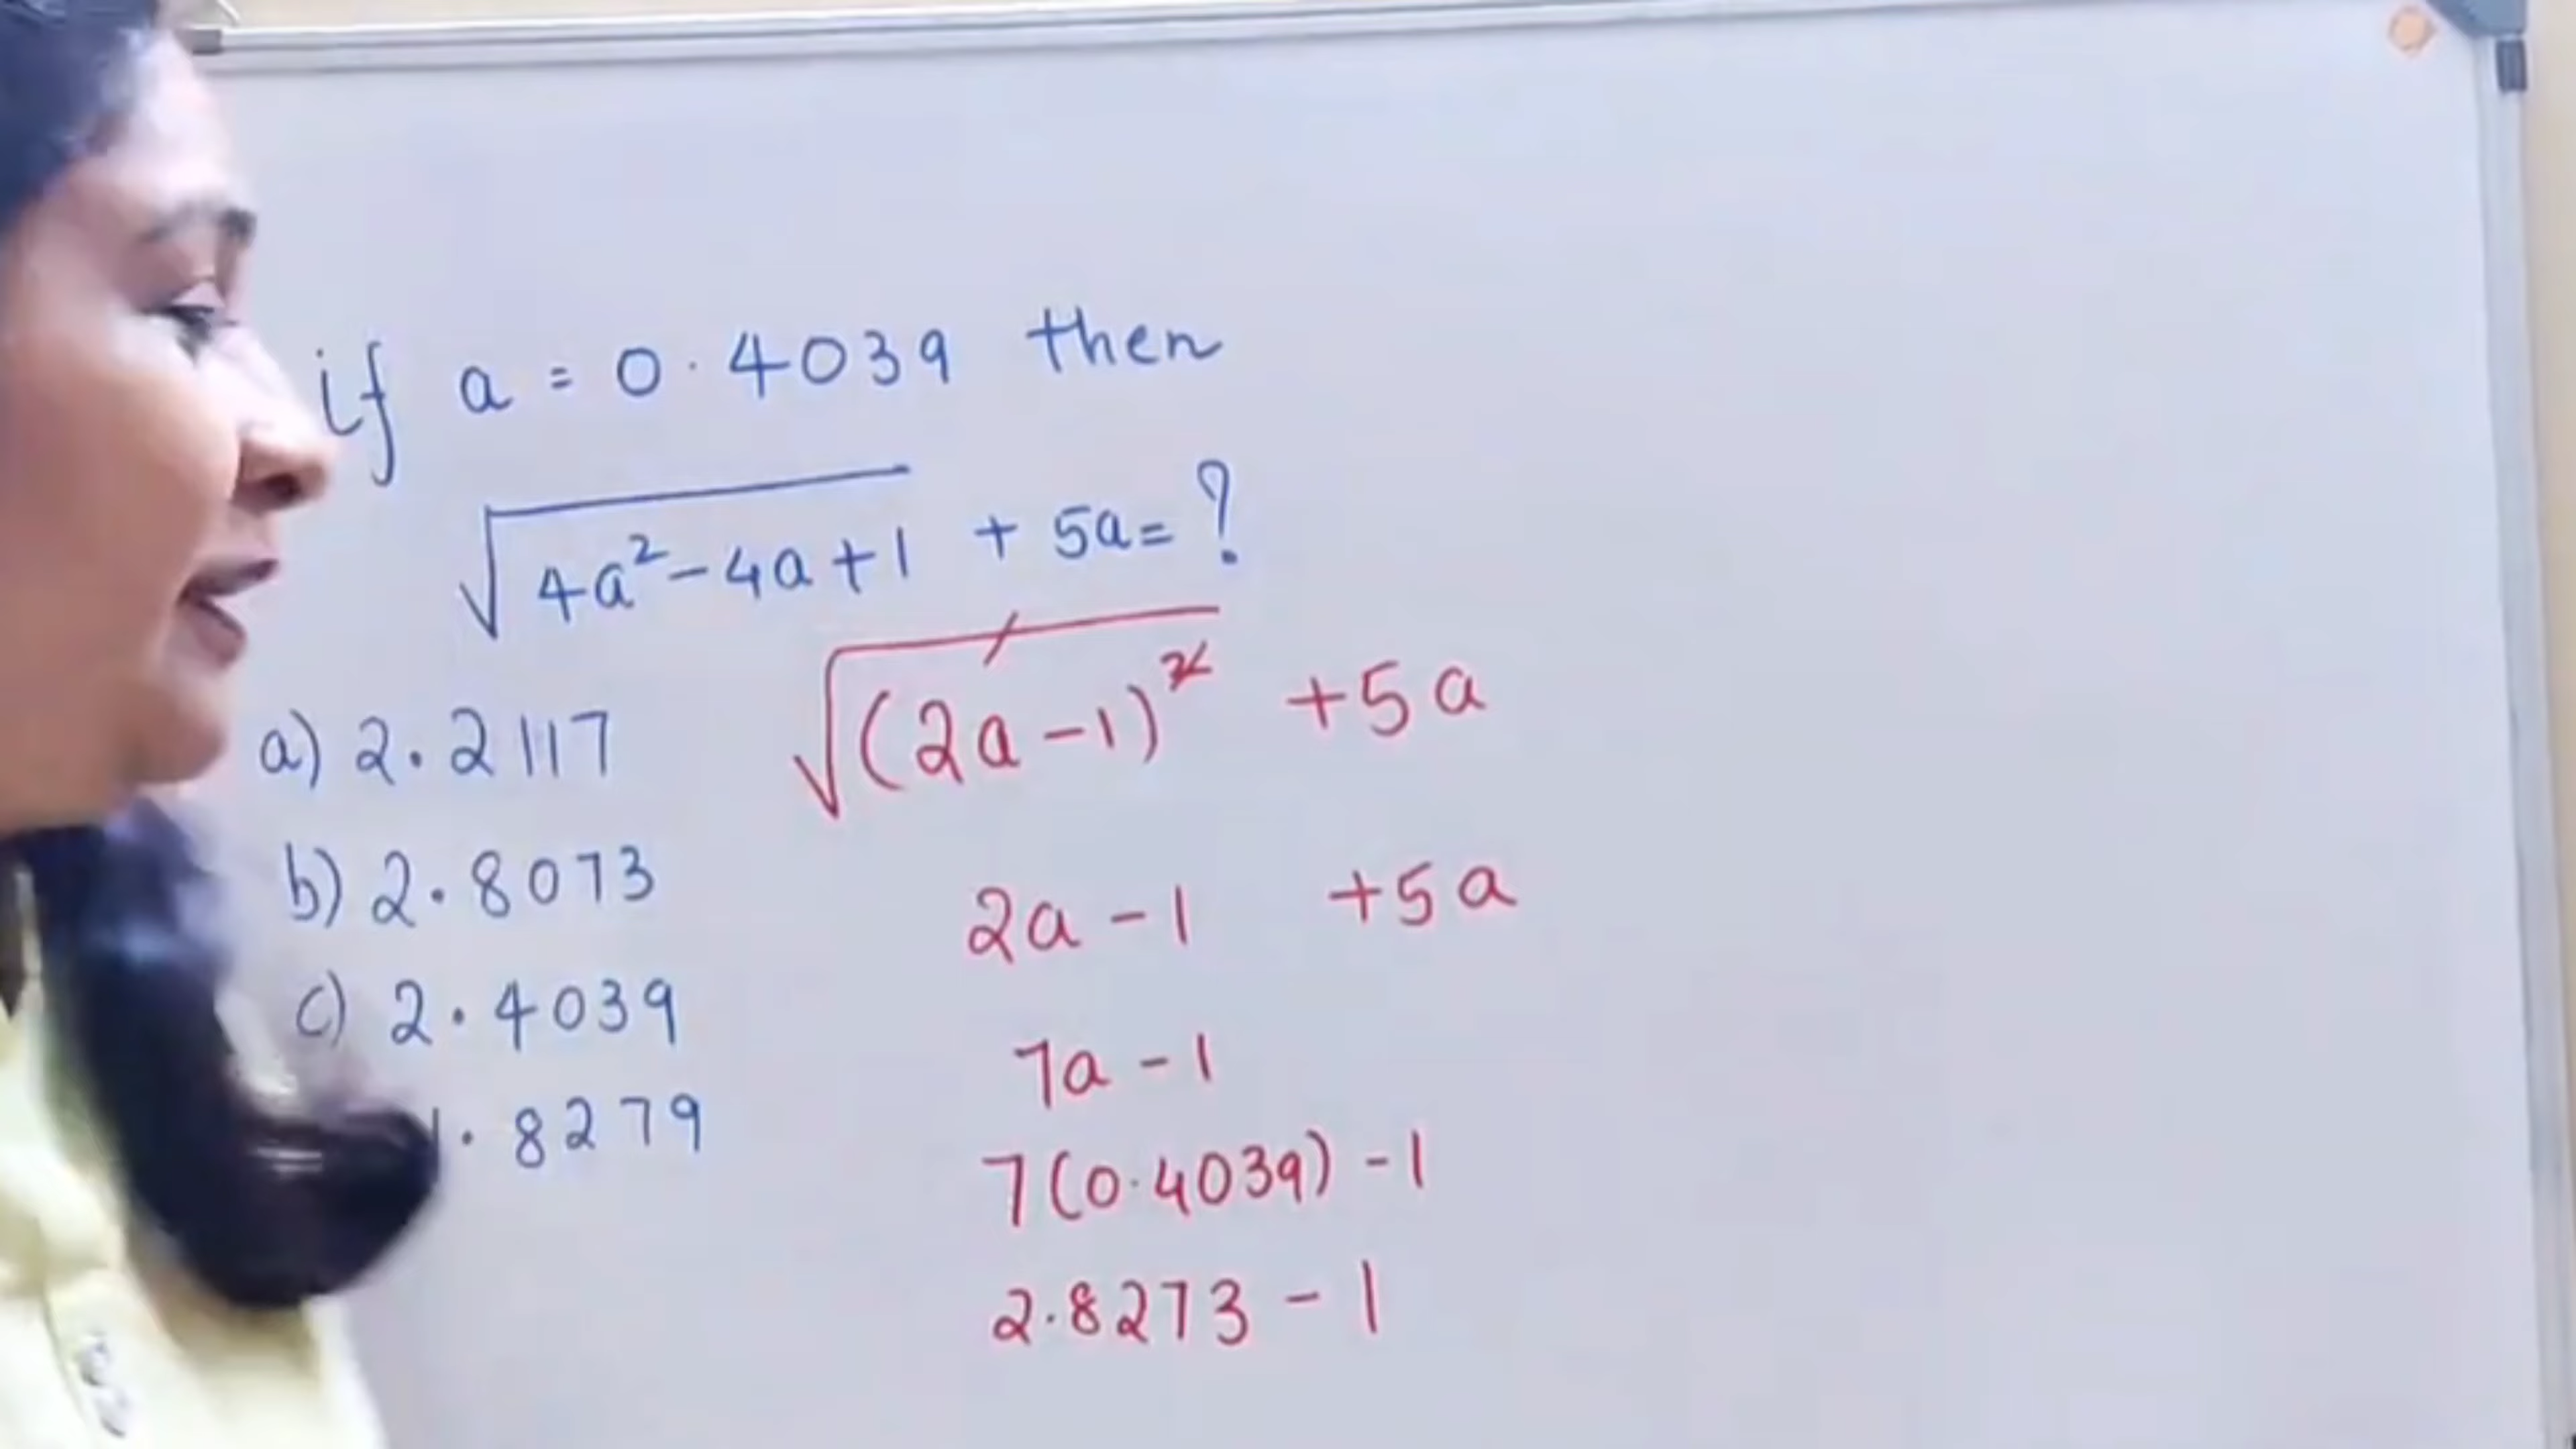 if a = 0.4039 then
√4a²-4a+1 + 5a = ?
a) 2.2117
b) 2.8073
c) 2.4039
1.8279
√(2a-1)² +5a
2a-1 +5a
7a-1
7(0.4039)-1
2.8273-1